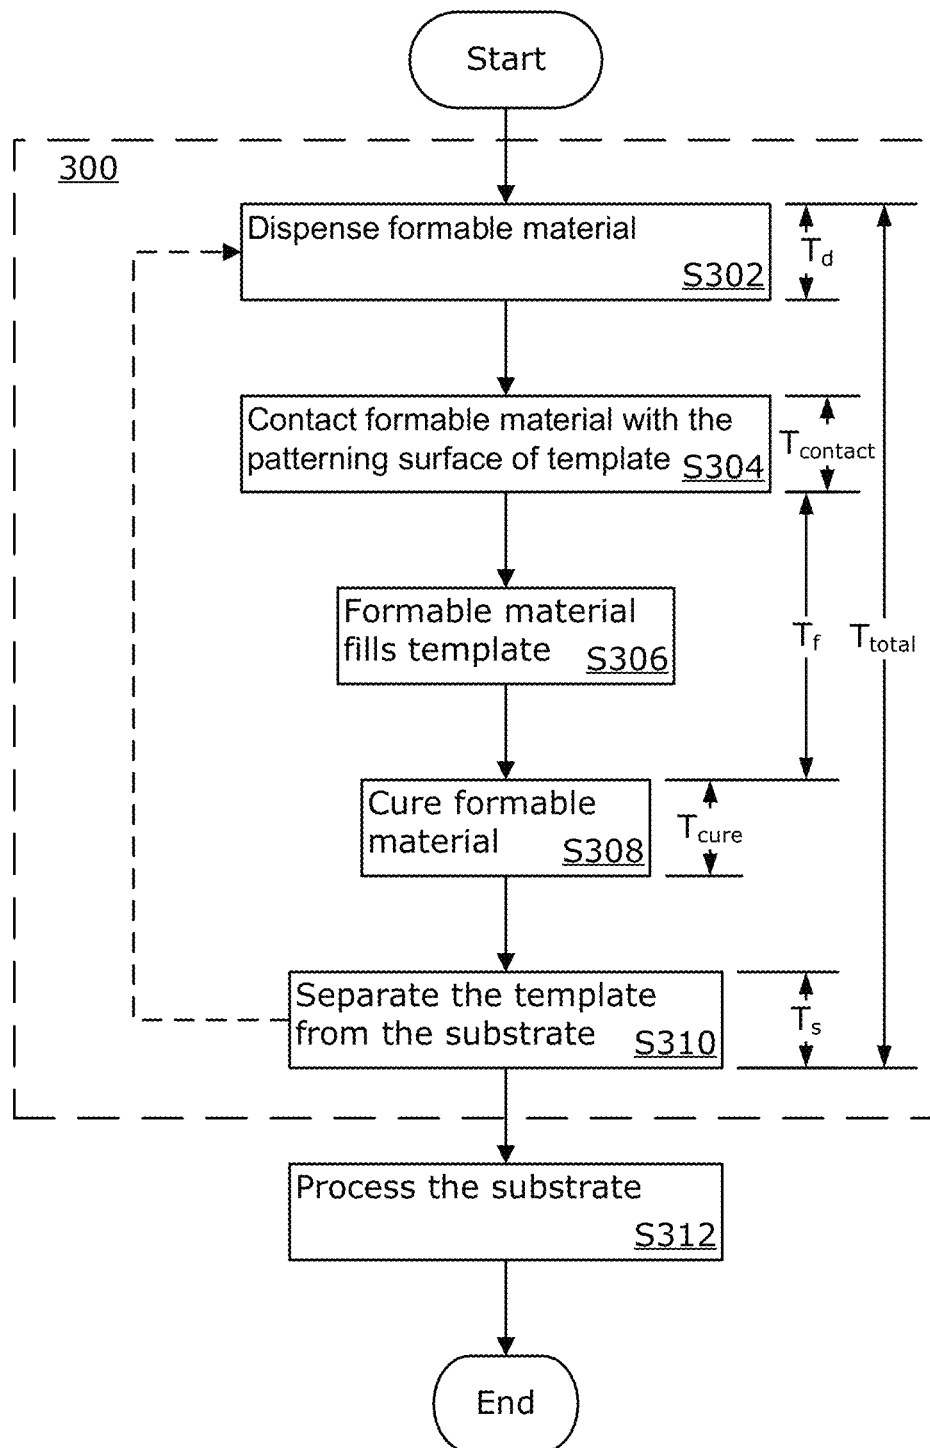 Start
300
Dispense formable material
S302
T_d
Contact formable material with the
patterning surface of template S304
T_contact
Formable material
fills template S306
T_f
T_total
Cure formable
material S308
T_cure
Separate the template
from the substrate S310
T_s
Process the substrate
S312
End